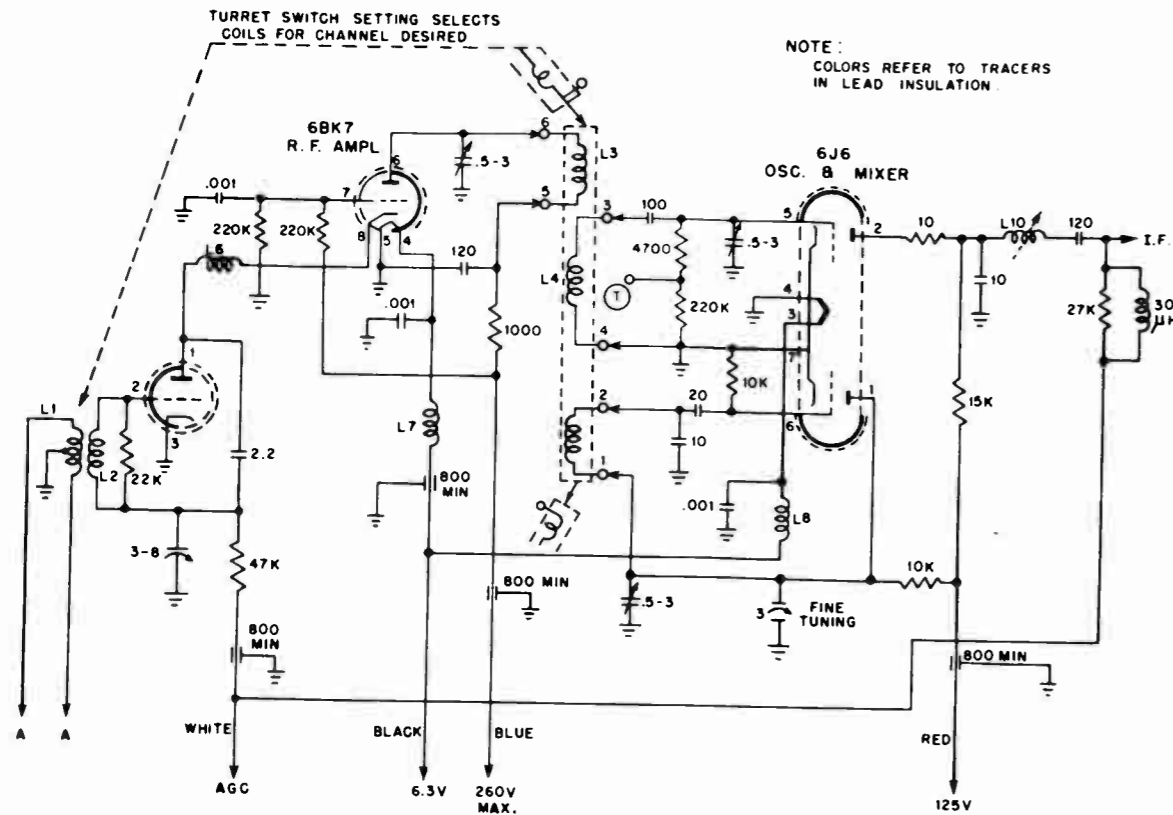 TURRET SWITCH SETTING SELECTS
COILS FOR CHANNEL DESIRED
NOTE :
COLORS REFER TO TRACERS
IN LEAD INSULATION.
6BK7
R.F. AMPL
6J6
OSC. & MIXER
6
6
.5-3
L3
.001
7
220K
220K
8
5
4
5
3
100
5
.5-3
1
2
10
L10
120
I.F.
L6
120
4700
T
L4
4
3
10
27K
30
μH
.001
1000
220K
4
7
10K
1
2
3
L1
L2
22K
2.2
L7
2
20
10
6
1
15K
1
800
MIN
.001
L8
3-8
47K
800 MIN
.5-3
3
FINE
TUNING
10K
800
MIN
800 MIN
A
A
WHITE
BLACK
BLUE
RED
AGC
6.3V
260V
MAX.
125V